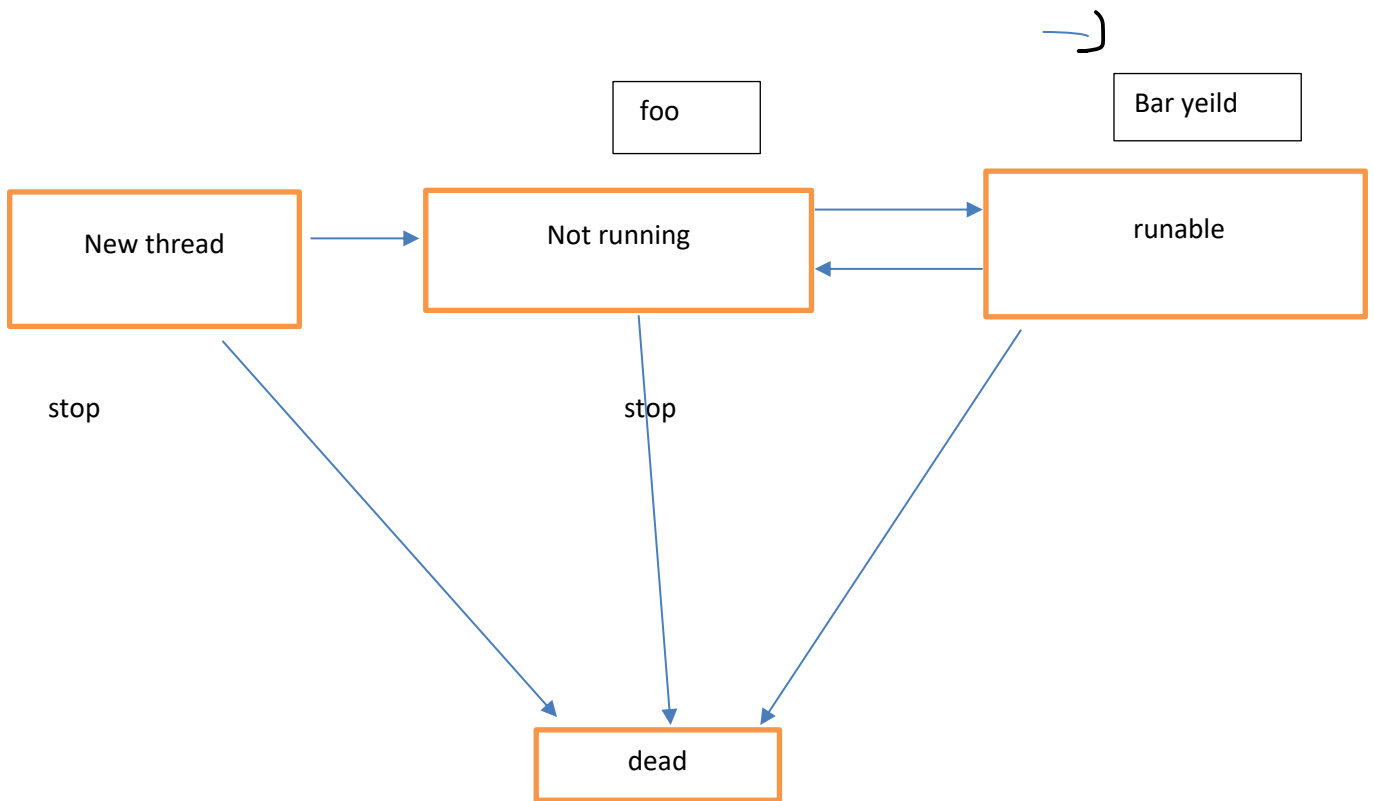 foo
Bar yeild
New thread
Not running
runable
stop
stop
dead